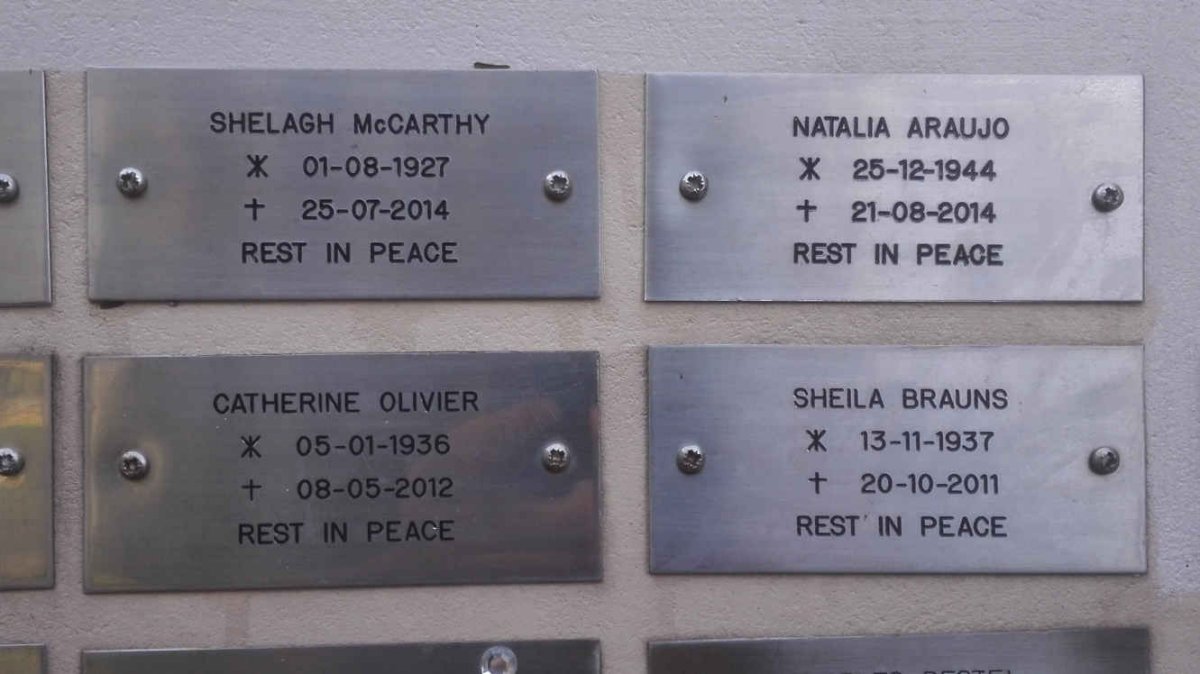 SHELAGH McCARTHY
01-08-1927
† 25-07-2014
REST IN PEACE
NATALIA ARAUJO
25-12-1944
† 21-08-2014
REST IN PEACE
CATHERINE OLIVIER
05-01-1936
† 08-05-2012
REST IN PEACE
SHEILA BRAUNS
13-11-1937
† 20-10-2011
REST IN PEACE